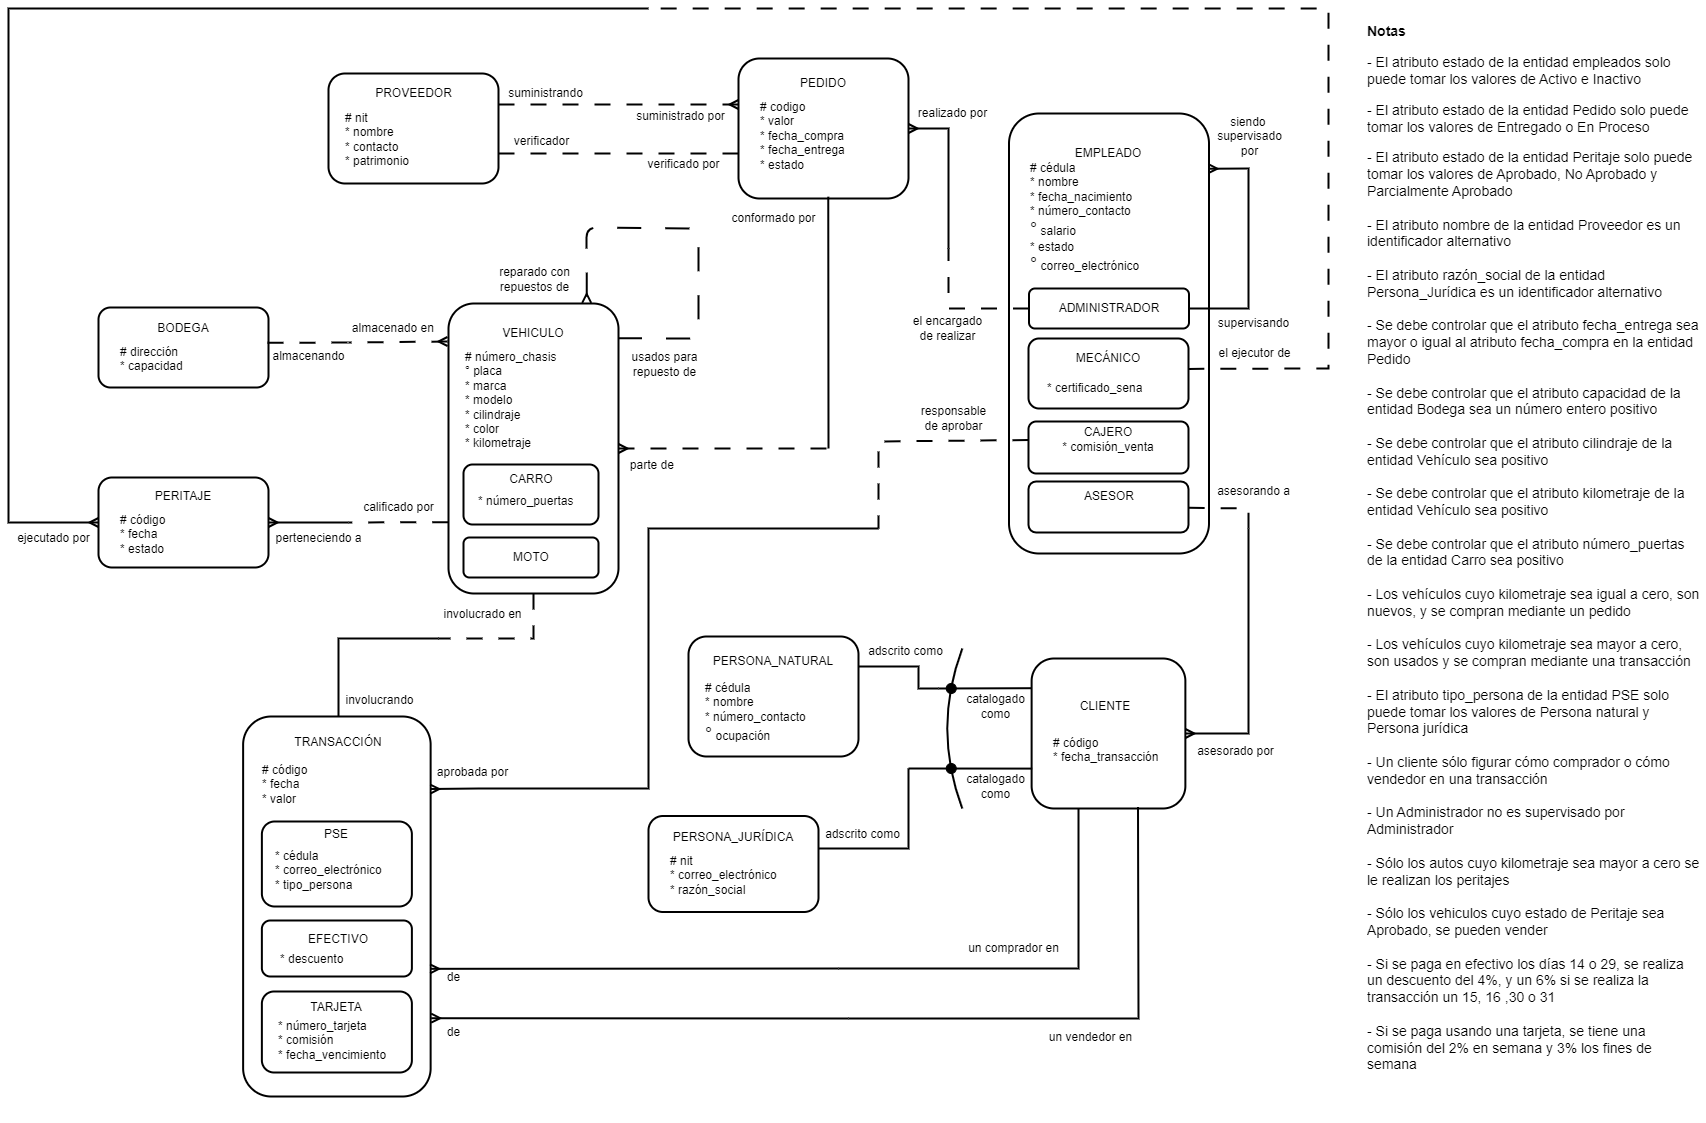 PROVEEDOR
# nit
* nombre
* contacto
* patrimonio
suministrando
suministrado por
verificador
verificado por
PEDIDO
# codigo
* valor
* fecha_compra
* fecha_entrega
* estado
realizado por
conformado por
siendo
supervisado
por
EMPLEADO
# cédula
* nombre
* fecha_nacimiento
* número_contacto
° salario
* estado
° correo_electrónico
ADMINISTRADOR
el encargado
de realizar
supervisando
MECÁNICO
* certificado_sena
el ejecutor de
responsable
de aprobar
CAJERO
* comisión_venta
ASESOR
asesorando a
reparado con
repuestos de
usados para
repuesto de
BODEGA
# dirección
* capacidad
almacenado en
almacenando
VEHICULO
# número_chasis
° placa
* marca
* modelo
* cilindraje
* color
* kilometraje
CARRO
* número_puertas
MOTO
parte de
PERITAJE
# código
* fecha
* estado
ejecutado por
calificado por
perteneciendo a
involucrado en
involucrando
TRANSACCIÓN
# código
* fecha
* valor
aprobada por
PSE
* cédula
* correo_electrónico
* tipo_persona
EFECTIVO
* descuento
TARJETA
* número_tarjeta
* comisión
* fecha_vencimiento
de
de
PERSONA_NATURAL
# cédula
* nombre
* número_contacto
° ocupación
adscrito como
catalogado
como
PERSONA_JURÍDICA
# nit
* correo_electrónico
* razón_social
adscrito como
catalogado
como
CLIENTE
# código
* fecha_transacción
asesorado por
un comprador en
un vendedor en
Notas
- El atributo estado de la entidad empleados solo
puede tomar los valores de Activo e Inactivo
- El atributo estado de la entidad Pedido solo puede
tomar los valores de Entregado o En Proceso
- El atributo estado de la entidad Peritaje solo puede
tomar los valores de Aprobado, No Aprobado y
Parcialmente Aprobado
- El atributo nombre de la entidad Proveedor es un
identificador alternativo
- El atributo razón_social de la entidad
Persona_Jurídica es un identificador alternativo
- Se debe controlar que el atributo fecha_entrega sea
mayor o igual al atributo fecha_compra en la entidad
Pedido
- Se debe controlar que el atributo capacidad de la
entidad Bodega sea un número entero positivo
- Se debe controlar que el atributo cilindraje de la
entidad Vehículo sea positivo
- Se debe controlar que el atributo kilometraje de la
entidad Vehículo sea positivo
- Se debe controlar que el atributo número_puertas
de la entidad Carro sea positivo
- Los vehículos cuyo kilometraje sea igual a cero, son
nuevos, y se compran mediante un pedido
- Los vehículos cuyo kilometraje sea mayor a cero,
son usados y se compran mediante una transacción
- El atributo tipo_persona de la entidad PSE solo
puede tomar los valores de Persona natural y
Persona jurídica
- Un cliente sólo figurar cómo comprador o cómo
vendedor en una transacción
- Un Administrador no es supervisado por
Administrador
- Sólo los autos cuyo kilometraje sea mayor a cero se
le realizan los peritajes
- Sólo los vehiculos cuyo estado de Peritaje sea
Aprobado, se pueden vender
- Si se paga en efectivo los días 14 o 29, se realiza
un descuento del 4%, y un 6% si se realiza la
transacción un 15, 16 ,30 o 31
- Si se paga usando una tarjeta, se tiene una
comisión del 2% en semana y 3% los fines de
semana